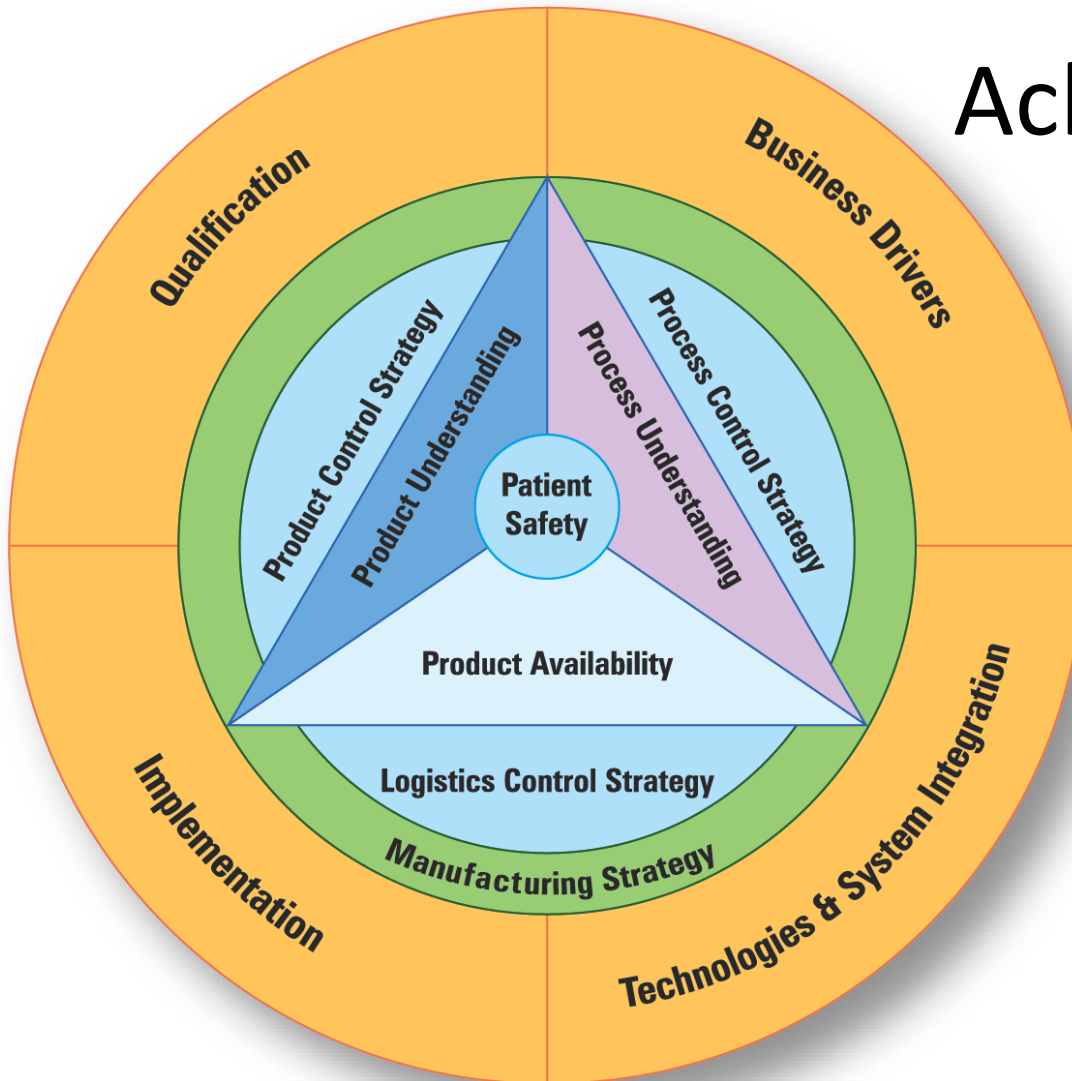 Ack
Qualification
Business Drivers
Product Control Strategy
Product Understanding
Process Understanding
Process Control Strategy
Patient
Safety
Product Availability
Logistics Control Strategy
Manufacturing Strategy
Implementation
Technologies & System Integration